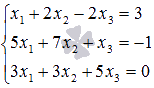 x₁ + 2x₂ - 2x₃ = 3
5x₁ + 7x₂ + x₃ = -1
3x₁ + 3x₂ + 5x₃ = 0